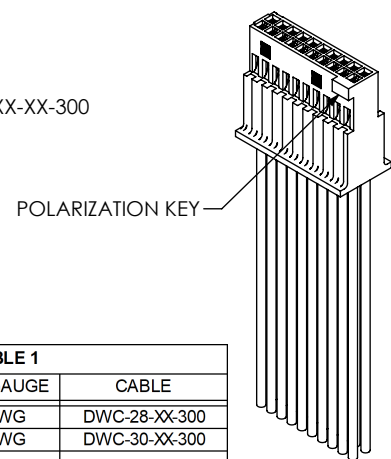 XX-XX-300
POLARIZATION KEY
BLE 1
AUGE CABLE
WG DWC-28-XX-300
WG DWC-30-XX-300